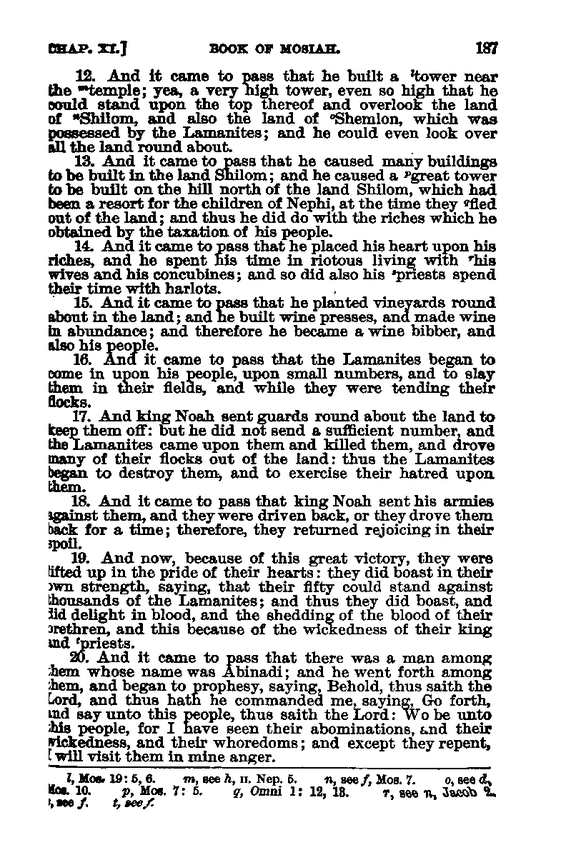 CHAP. XI.] BOOK OF MOSIAH. 187
12. And it came to pass that he built a ˡtower near
the ᵐtemple; yea, a very high tower, even so high that he
could stand upon the top thereof and overlook the land
of ⁿShilom, and also the land of ᵒShemlon, which was
possessed by the Lamanites; and he could even look over
all the land round about.
13. And it came to pass that he caused many buildings
to be built in the land Shilom; and he caused a ᵖgreat tower
to be built on the hill north of the land Shilom, which had
been a resort for the children of Nephi, at the time they qfled
out of the land; and thus he did do with the riches which he
obtained by the taxation of his people.
14. And it came to pass that he placed his heart upon his
riches, and he spent his time in riotous living with ʳhis
wives and his concubines; and so did also his ˢpriests spend
their time with harlots.
15. And it came to pass that he planted vineyards round
about in the land; and he built wine presses, and made wine
in abundance; and therefore he became a wine bibber, and
also his people.
16. And it came to pass that the Lamanites began to
come in upon his people, upon small numbers, and to slay
them in their fields, and while they were tending their
flocks.
17. And king Noah sent guards round about the land to
keep them off: but he did not send a sufficient number, and
the Lamanites came upon them and killed them, and drove
many of their flocks out of the land: thus the Lamanites
began to destroy them, and to exercise their hatred upon
them.
18. And it came to pass that king Noah sent his armies
against them, and they were driven back, or they drove them
back for a time; therefore, they returned rejoicing in their
spoil.
19. And now, because of this great victory, they were
lifted up in the pride of their hearts: they did boast in their
own strength, saying, that their fifty could stand against
thousands of the Lamanites; and thus they did boast, and
did delight in blood, and the shedding of the blood of their
brethren, and this because of the wickedness of their king
and ᵗpriests.
20. And it came to pass that there was a man among
them whose name was Abinadi; and he went forth among
them, and began to prophesy, saying, Behold, thus saith the
Lord, and thus hath he commanded me, saying, Go forth,
and say unto this people, thus saith the Lord: Wo be unto
this people, for I have seen their abominations, and their
wickedness, and their whoredoms; and except they repent,
I will visit them in mine anger.
l, Mos. 19: 5, 6. m, see h, II. Nep. 5. n, see f, Mos. 7. o, see d,
Mos. 10. p, Mos. 7: 5. q, Omni 1: 12, 13. r, see n, Jacob 2.
s, see f. t, see f.